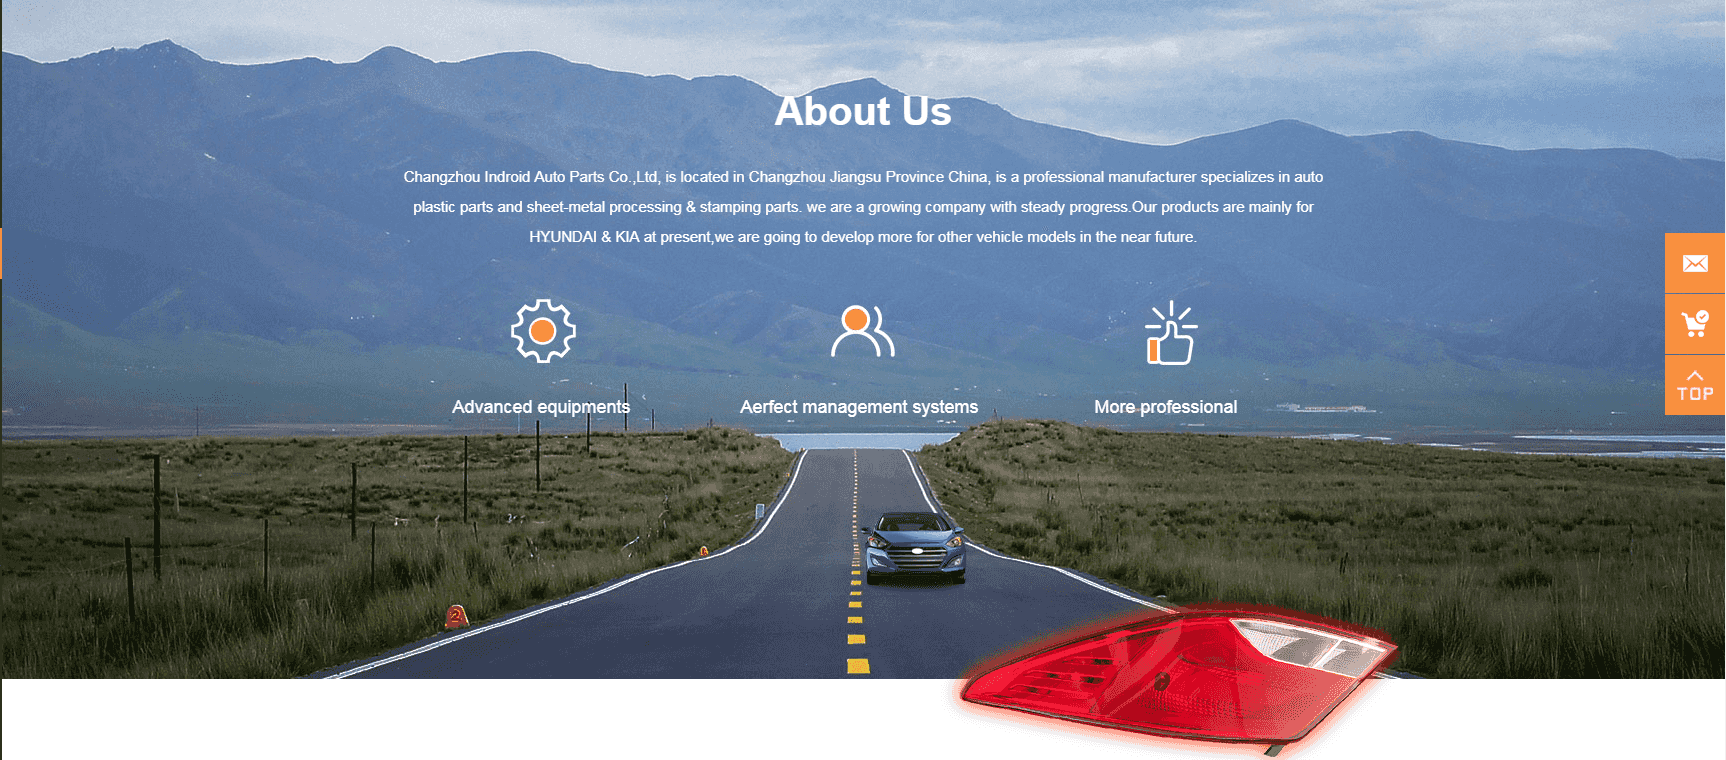 About Us
Changzhou Indroid Auto Parts Co.,Ltd, is located in Changzhou Jiangsu Province China, is a professional manufacturer specializes in auto
plastic parts and sheet-metal processing & stamping parts. we are a growing company with steady progress.Our products are mainly for
HYUNDAI & KIA at present,we are going to develop more for other vehicle models in the near future.
Advanced equipments
Aerfect management systems
More professional
TOP
2